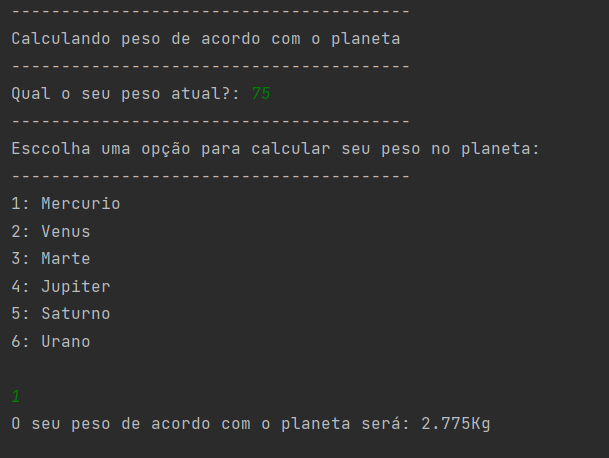 ----------------------------------------
Calculando peso de acordo com o planeta
----------------------------------------
Qual o seu peso atual?: 75
----------------------------------------
Esccolha uma opção para calcular seu peso no planeta:
----------------------------------------
1: Mercurio
2: Venus
3: Marte
4: Jupiter
5: Saturno
6: Urano
1
O seu peso de acordo com o planeta será: 2.775Kg